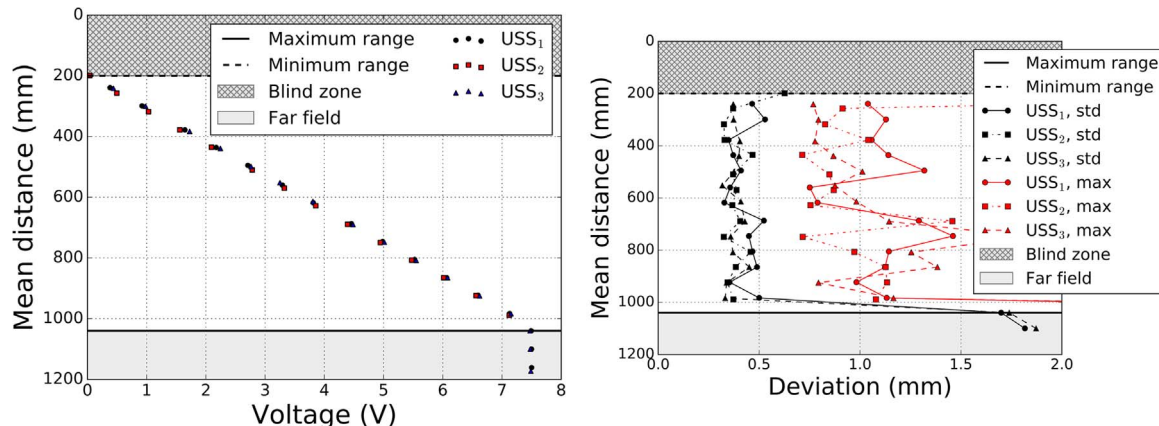 0
200
400
600
800
1000
1200
Mean distance (mm)
0 1 2 3 4 5 6 7 8
Voltage (V)
Maximum range
Minimum range
Blind zone
Far field
USS1
USS2
USS3
0
200
400
600
800
1000
1200
Mean distance (mm)
0.0 0.5 1.0 1.5 2.0
Deviation (mm)
Maximum range
Minimum range
USS1, std
USS2, std
USS3, std
USS1, max
USS2, max
USS3, max
Blind zone
Far field